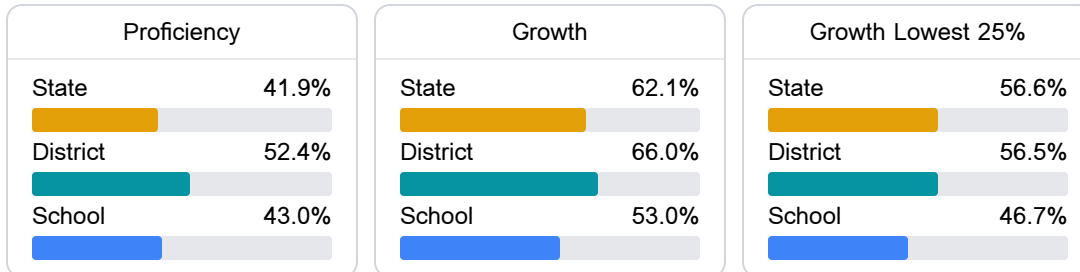 Proficiency
State 41.9%
District 52.4%
School 43.0%
Growth
State 62.1%
District 66.0%
School 53.0%
Growth Lowest 25%
State 56.6%
District 56.5%
School 46.7%